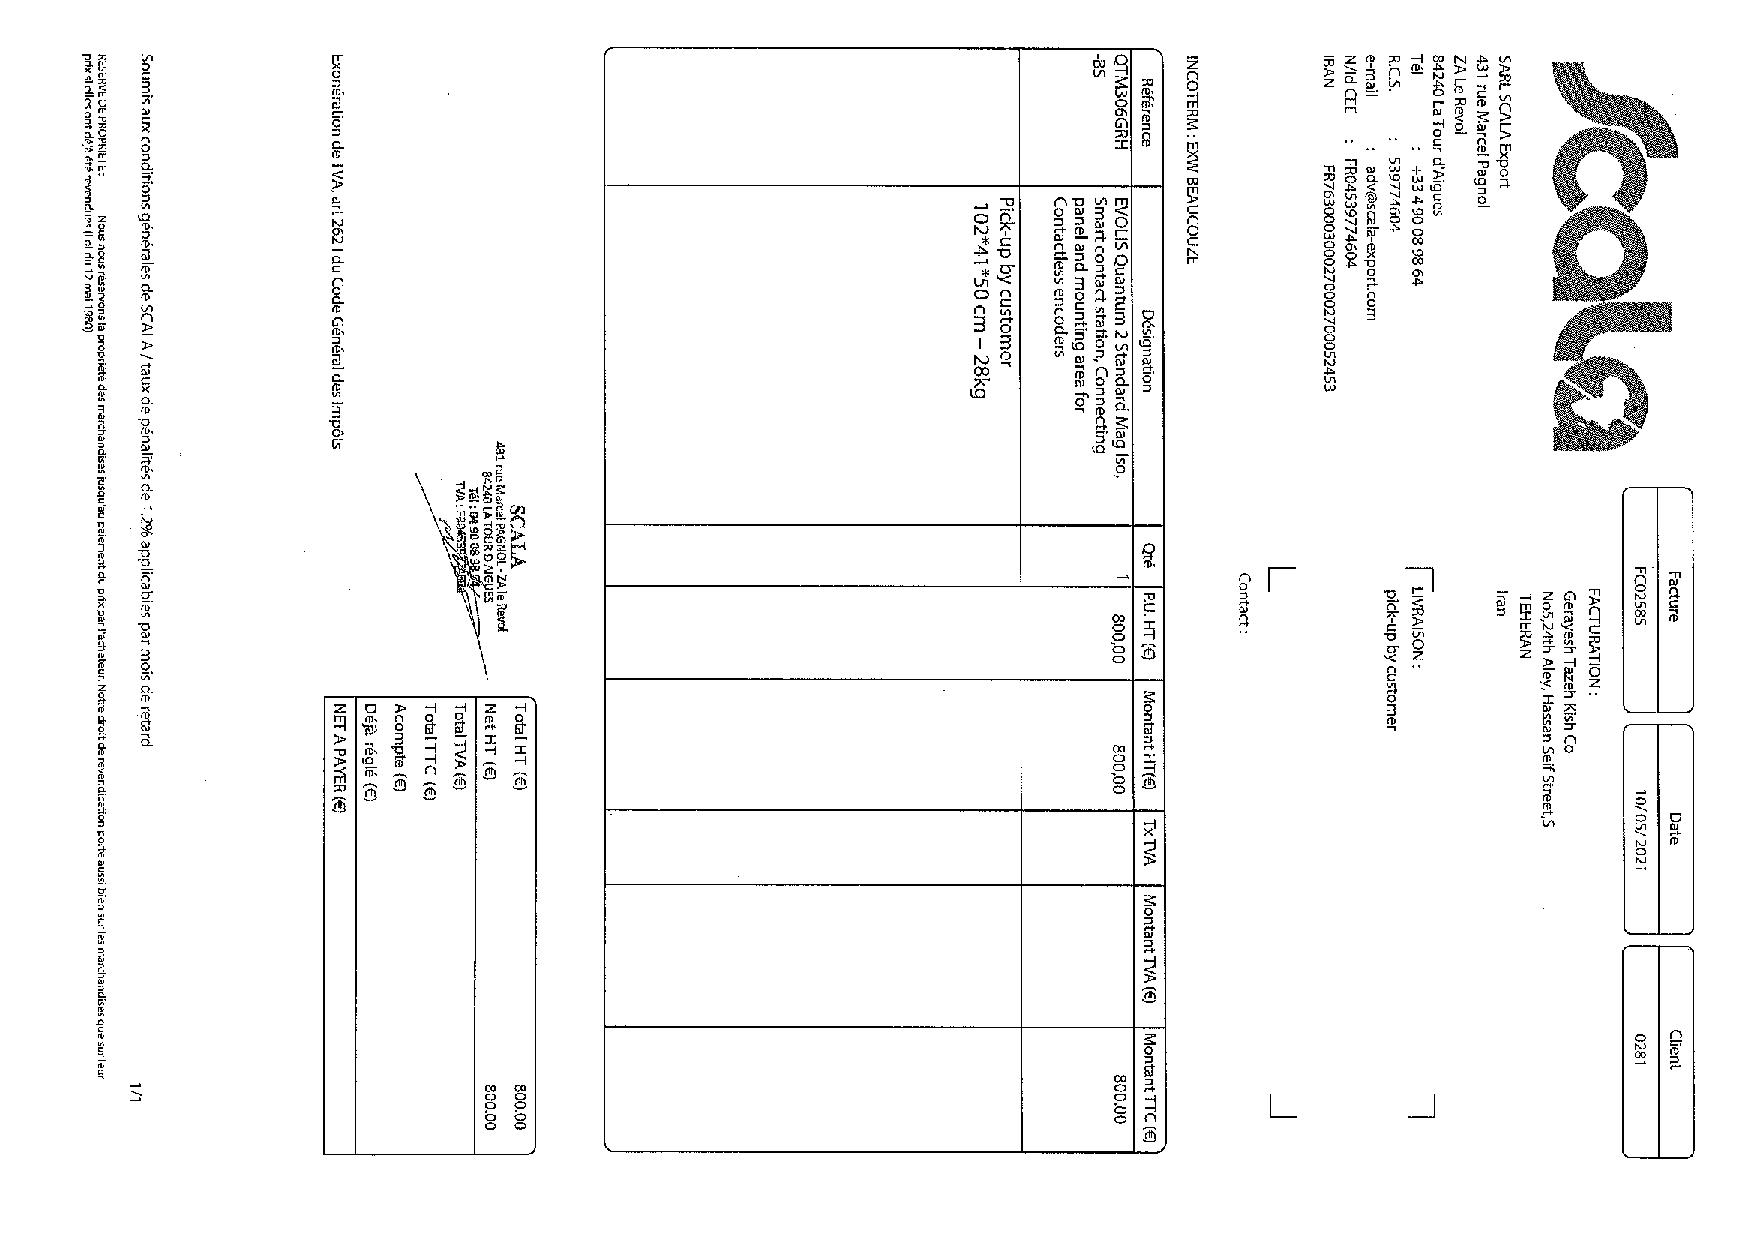 scala
Facture Date Client
FC02585 10/05/2021 0281
FACTURATION :
Gerayesh Tazeh Kish Co
No5,24th Aley, Hassan Seif Street,S
TEHERAN
Iran
SARL SCALA Export
431 rue Marcel Pagnol
ZA Le Revol
84240 La Tour d'Aigues
Tél : +33 4 90 08 98 64
R.C.S. : 539774604
e-mail : adv@scala-export.com
N/Id CEE : FR04539774604
IBAN FR7630003000270002700052453
LIVRAISON :
pick-up by customer
Contact :
INCOTERM : EXW BEAUCOUZE
Référence Désignation Qté P.U. HT (€) Montant HT(€) Tx TVA Montant TVA (€) Montant TTC (€)
QTM306GRH EVOLIS Quantum 2 Standard Mag Iso, 1 800,00 800,00 800.00
-BS Smart contact station, Connecting
panel and mounting area for
Contactless encoders
Pick-up by customer
102*41*50 cm – 28kg
SCALA
431 rue Marcel PAGNOL - ZA le Revol
84240 LA TOUR D AIGUES
Tél : 04 90 08
TVA :
Total HT (€) 800.00
Net HT (€) 800.00
Total TVA (€)
Total TTC (€)
Acompte (€)
Déjà réglé (€)
NET A PAYER (€)
Exonération de TVA, art 262 I du Code Général des Impôts
Soumis aux conditions générales de SCALA / taux de pénalités de 1,2% applicables par mois de retard
1/1
RESERVE DE PROPRIETE : Nous nous réservons la propriété des marchandises jusqu'au paiement du prix par l'acheteur. Notre droit de revendication porte aussi bien sur les marchandises que sur leur
prix si elles ont déjà été revendues (Loi du 12 mai 1980)